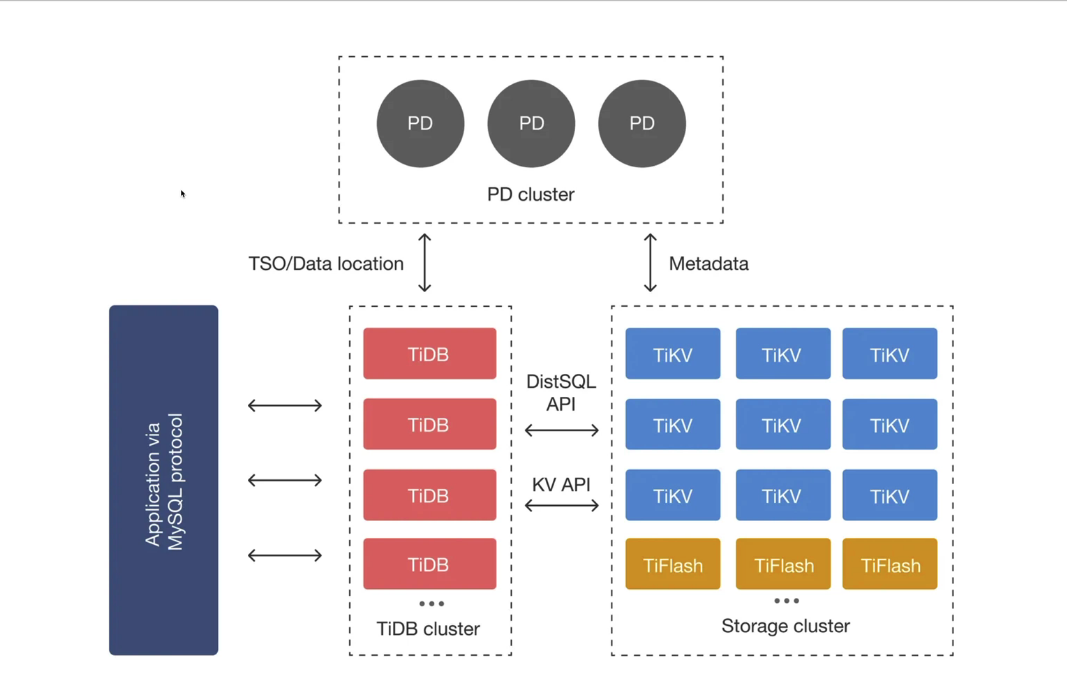 PD PD PD
PD cluster
TSO/Data location
Metadata
Application via
MySQL protocol
TiDB
TiDB
TiDB
TiDB
•••
TiDB cluster
DistSQL
API
KV API
TiKV TiKV TiKV
TiKV TiKV TiKV
TiKV TiKV TiKV
TiFlash TiFlash TiFlash
•••
Storage cluster